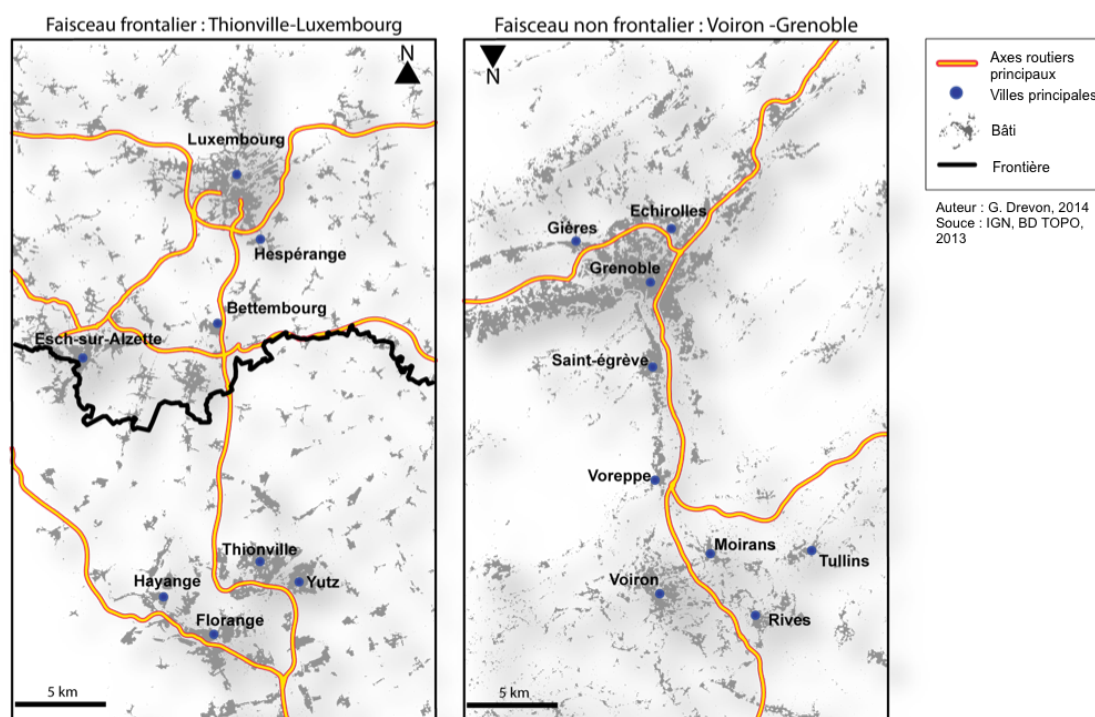 Faisceau frontalier : Thionville-Luxembourg
N
Luxembourg
Hespérange
Bettembourg
Esch-sur-Alzette
Thionville
Hayange
Yutz
Florange
5 km
Faisceau non frontalier : Voiron -Grenoble
N
Echirolles
Gières
Grenoble
Saint-égrève
Voreppe
Moirans
Tullins
Voiron
Rives
5 km
Axes routiers
principaux
Villes principales
Bâti
Frontière
Auteur : G. Drevon, 2014
Souce : IGN, BD TOPO,
2013